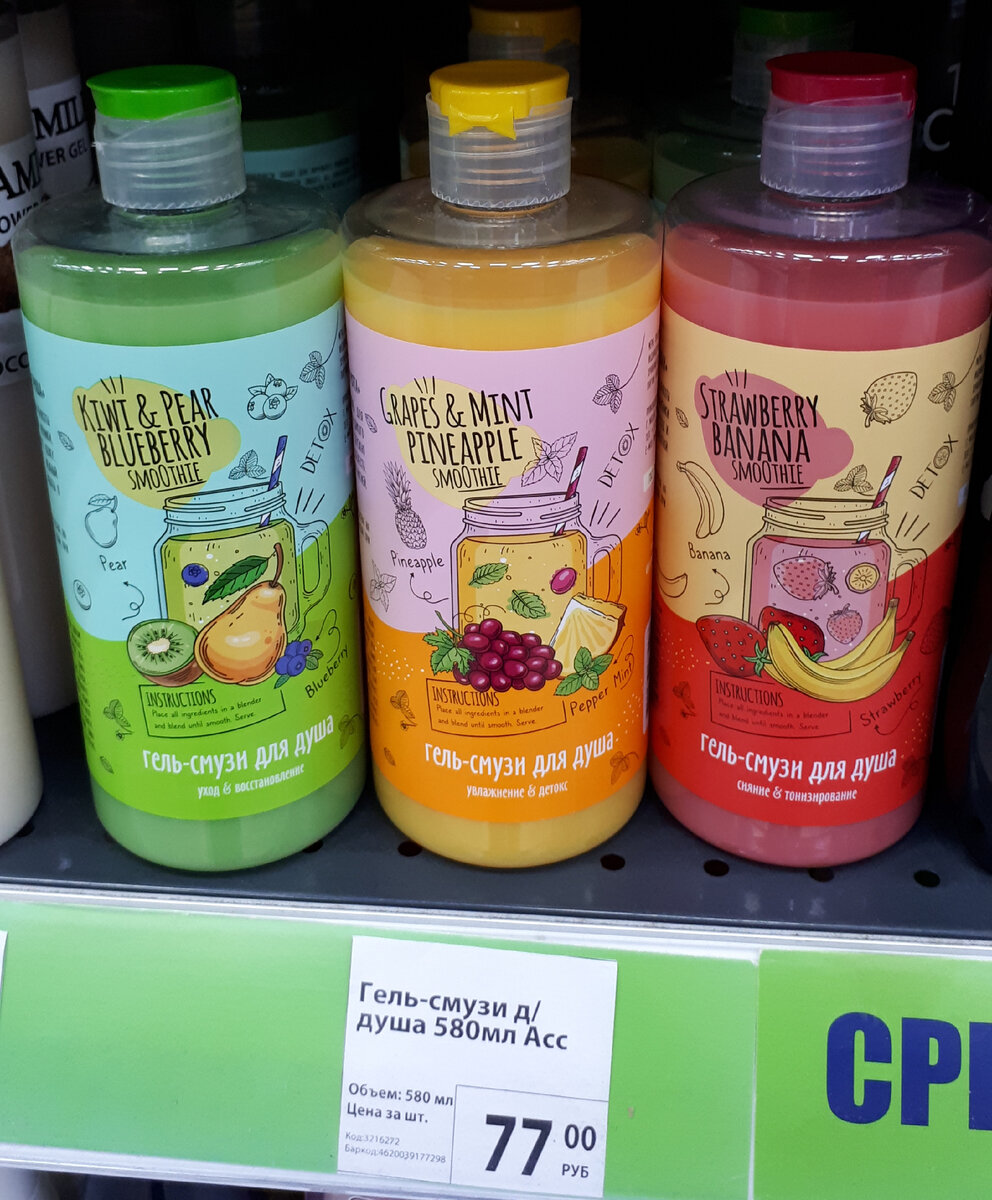 KIWI & PEAR
BLUEBERRY
SMOOTHIE
DETOX
Pear
Blueberry
INSTRUCTIONS
Place all ingredients in a blender
and blend until smooth. Serve.
гель-смузи для душа
уход & восстановление
GRAPES & MINT
PINEAPPLE
SMOOTHIE
DETOX
Pineapple
Pepper Mint
INSTRUCTIONS
Place all ingredients in a blender
and blend until smooth. Serve.
гель-смузи для душа
увлажнение & детокс
STRAWBERRY
BANANA
SMOOTHIE
DETOX
Banana
Strawberry
INSTRUCTIONS
Place all ingredients in a blender
and blend until smooth. Serve.
гель-смузи для душа
сияние & тонизирование
Гель-смузи д/
душа 580мл Асс
Объем: 580 мл
Цена за шт.
Код:3216272
Баркод:4620039177298
77 00
РУБ